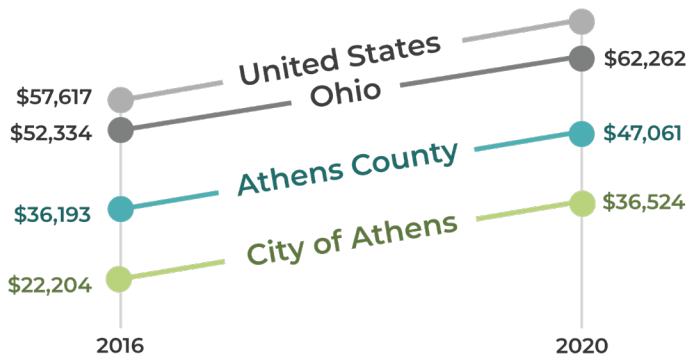 United States
$57,617
$62,262
Ohio
$52,334
$47,061
Athens County
$36,193
$36,524
City of Athens
$22,204
2016
2020